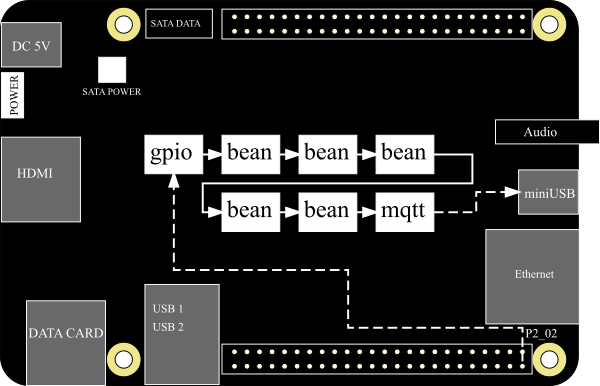 SATA DATA
DC 5V
POWER
SATA POWER
Audio
gpio bean bean bean
HDMI
miniUSB
bean bean mqtt
Ethernet
USB 1
USB 2
DATA CARD
P2_02